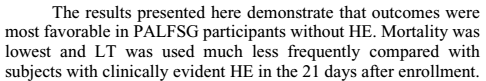 The results presented here demonstrate that outcomes were
most favorable in PALFSG participants without HE. Mortality was
lowest and LT was used much less frequently compared with
subjects with clinically evident HE in the 21 days after enrollment.